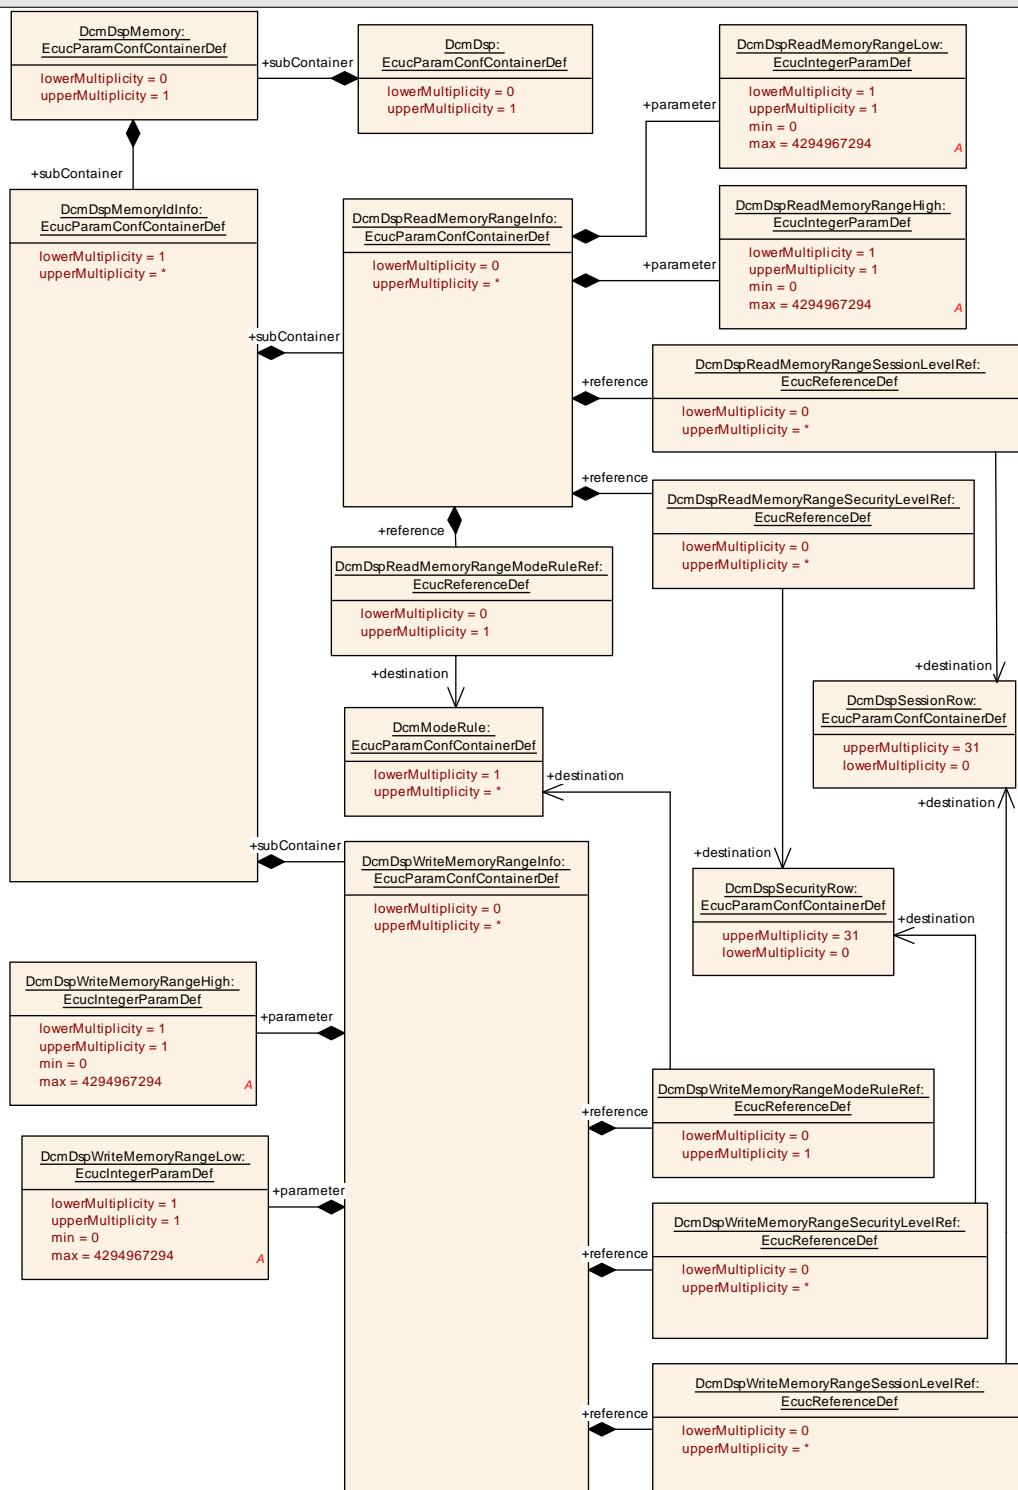 DcmDspMemory:
EcucParamConfContainerDef
lowerMultiplicity = 0
upperMultiplicity = 1
+subContainer
DcmDsp:
EcucParamConfContainerDef
lowerMultiplicity = 0
upperMultiplicity = 1
DcmDspReadMemoryRangeLow:
EcucIntegerParamDef
lowerMultiplicity = 1
upperMultiplicity = 1
min = 0
max = 4294967294
A
+parameter
+subContainer
DcmDspMemoryIdInfo:
EcucParamConfContainerDef
lowerMultiplicity = 1
upperMultiplicity = *
DcmDspReadMemoryRangeInfo:
EcucParamConfContainerDef
lowerMultiplicity = 0
upperMultiplicity = *
DcmDspReadMemoryRangeHigh:
EcucIntegerParamDef
lowerMultiplicity = 1
upperMultiplicity = 1
min = 0
max = 4294967294
A
+parameter
+subContainer
+reference
DcmDspReadMemoryRangeSessionLevelRef:
EcucReferenceDef
lowerMultiplicity = 0
upperMultiplicity = *
+reference
DcmDspReadMemoryRangeSecurityLevelRef:
EcucReferenceDef
lowerMultiplicity = 0
upperMultiplicity = *
+reference
DcmDspReadMemoryRangeModeRuleRef:
EcucReferenceDef
lowerMultiplicity = 0
upperMultiplicity = 1
+destination
+destination
DcmDspSessionRow:
EcucParamConfContainerDef
upperMultiplicity = 31
lowerMultiplicity = 0
+destination
DcmModeRule:
EcucParamConfContainerDef
lowerMultiplicity = 1
upperMultiplicity = *
+destination
+subContainer
DcmDspWriteMemoryRangeInfo:
EcucParamConfContainerDef
lowerMultiplicity = 0
upperMultiplicity = *
+destination
DcmDspSecurityRow:
EcucParamConfContainerDef
upperMultiplicity = 31
lowerMultiplicity = 0
+destination
DcmDspWriteMemoryRangeHigh:
EcucIntegerParamDef
lowerMultiplicity = 1
upperMultiplicity = 1
min = 0
max = 4294967294
A
+parameter
+reference
DcmDspWriteMemoryRangeModeRuleRef:
EcucReferenceDef
lowerMultiplicity = 0
upperMultiplicity = 1
DcmDspWriteMemoryRangeLow:
EcucIntegerParamDef
lowerMultiplicity = 1
upperMultiplicity = 1
min = 0
max = 4294967294
A
+parameter
+reference
DcmDspWriteMemoryRangeSecurityLevelRef:
EcucReferenceDef
lowerMultiplicity = 0
upperMultiplicity = *
+reference
DcmDspWriteMemoryRangeSessionLevelRef:
EcucReferenceDef
lowerMultiplicity = 0
upperMultiplicity = *